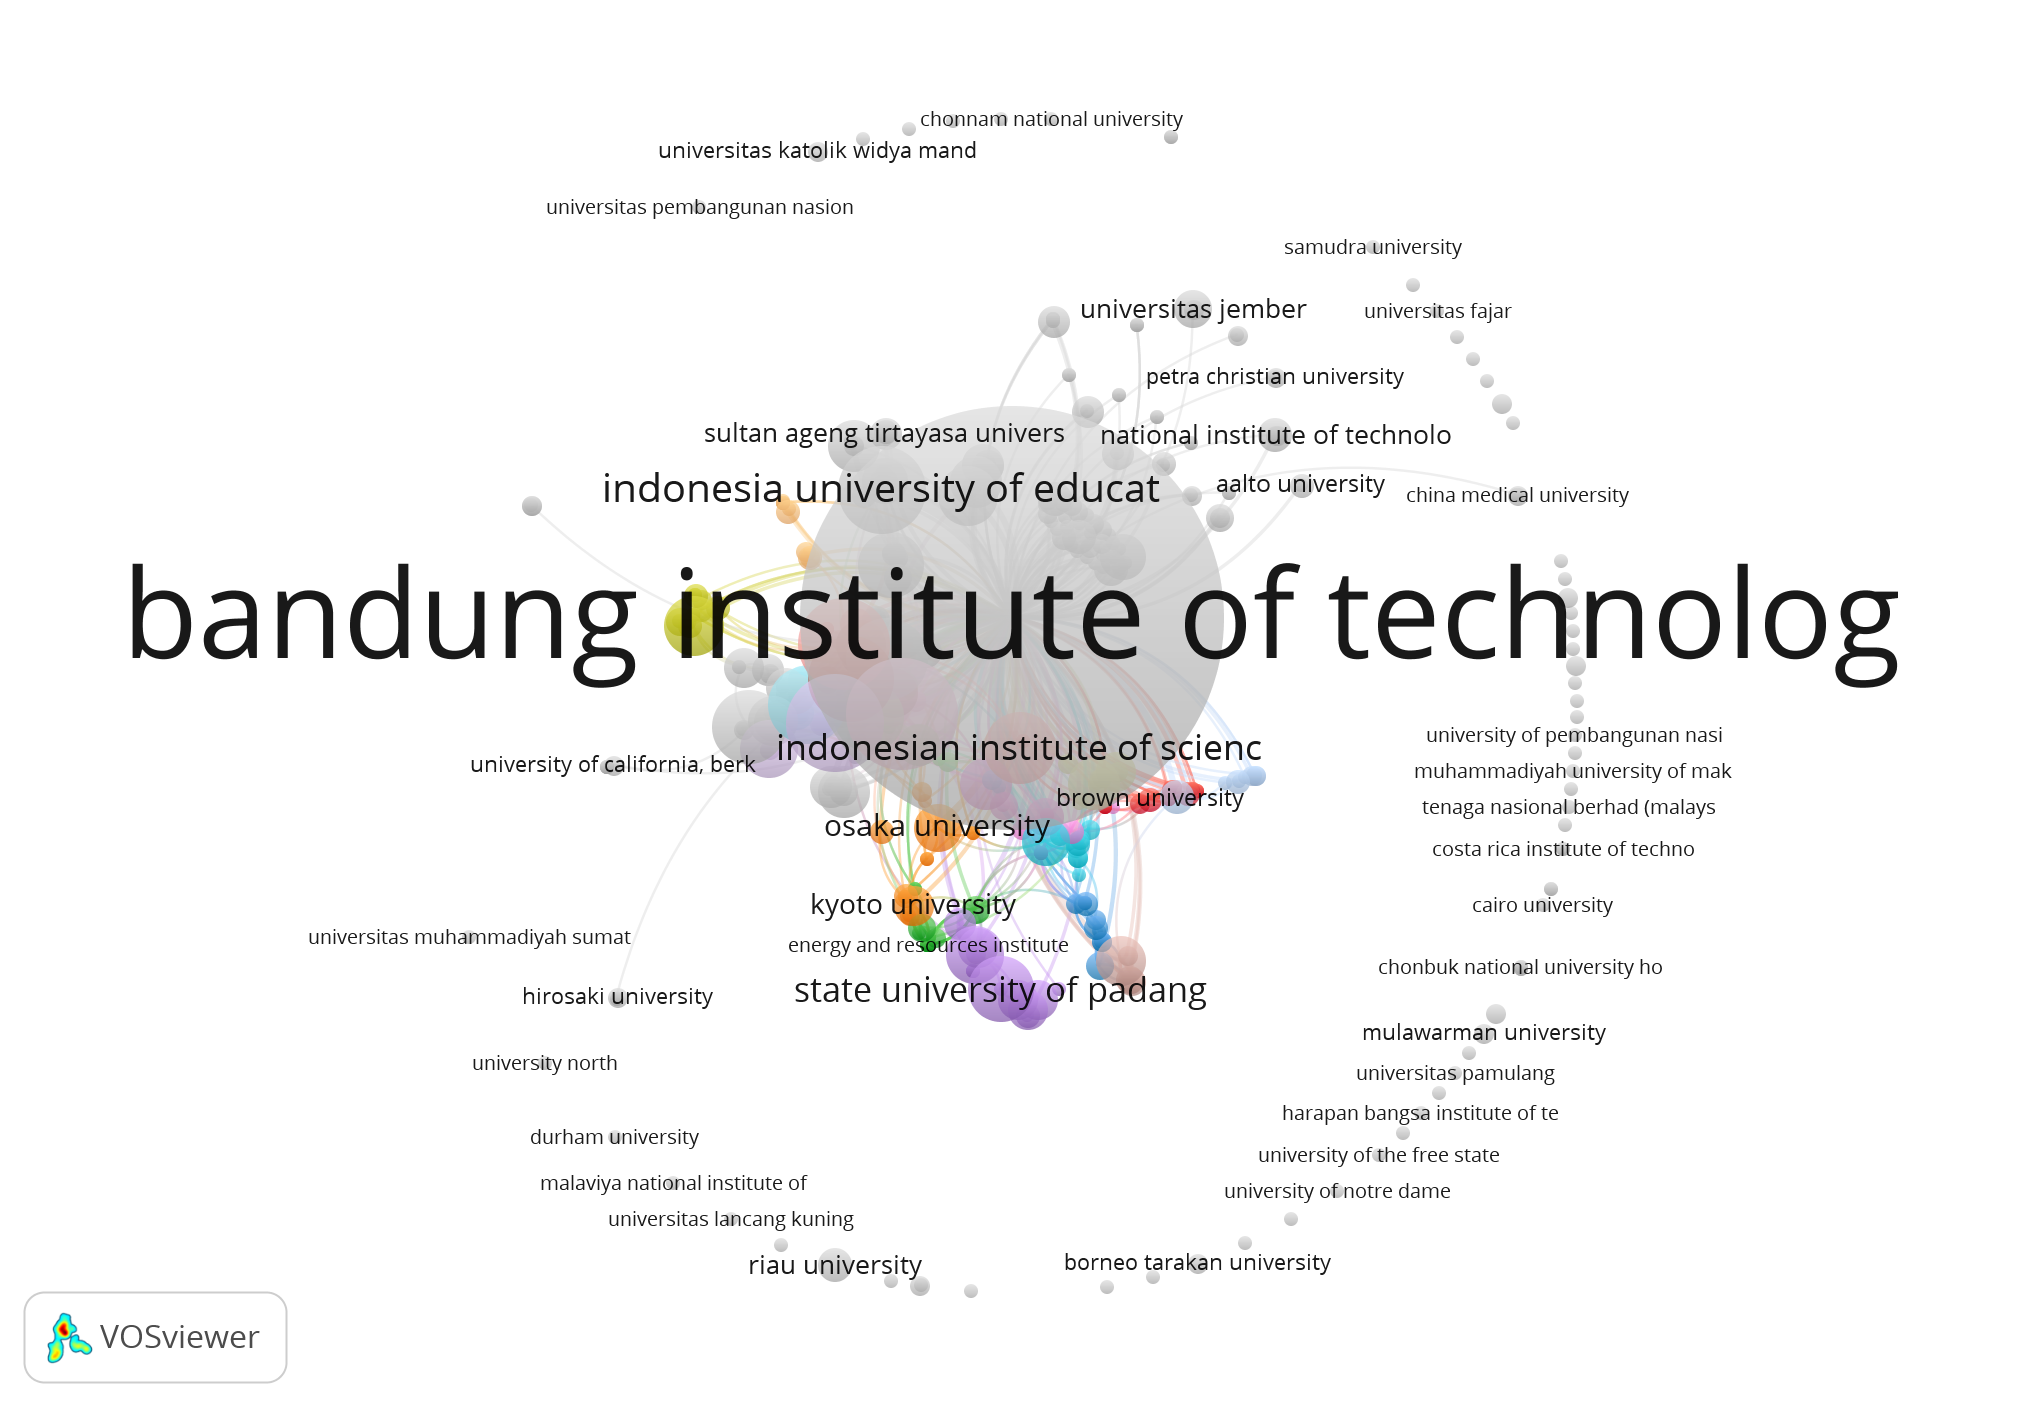 chonnam national university
universitas katolik widya mand
universitas pembangunan nasion
samudra university
universitas jember
universitas fajar
petra christian university
sultan ageng tirtayasa univers
national institute of technolo
indonesia university of educat
aalto university
china medical university
bandung institute of technolog
university of pembangunan nasi
indonesian institute of scienc
university of california, berk
muhammadiyah university of mak
brown university
tenaga nasional berhad (malays
osaka university
costa rica institute of techno
kyoto university
cairo university
universitas muhammadiyah sumat
energy and resources institute
chonbuk national university ho
state university of padang
hirosaki university
mulawarman university
university north
universitas pamulang
harapan bangsa institute of te
durham university
university of the free state
malaviya national institute of
university of notre dame
universitas lancang kuning
riau university
borneo tarakan university
VOSviewer